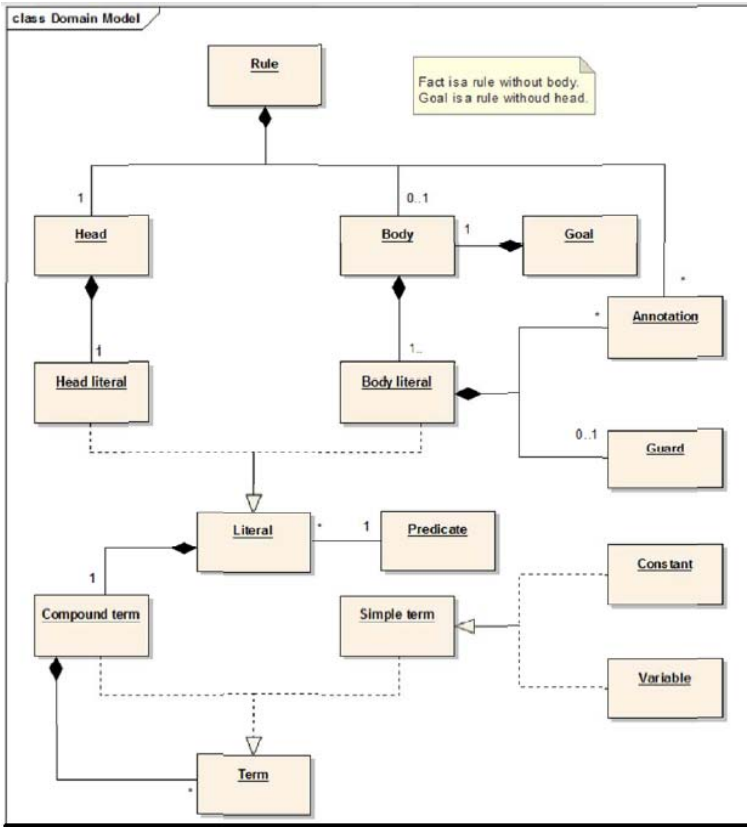 class Domain Model
Rule
Fact is a rule without body.
Goal is a rule withoud head.
1
0..1
*
Head
Body
1
Goal
Annotation
*
1
1..
Head literal
Body literal
0..1
Guard
Literal
*
1
Predicate
1
Constant
Compound term
Simple term
Variable
Term
*